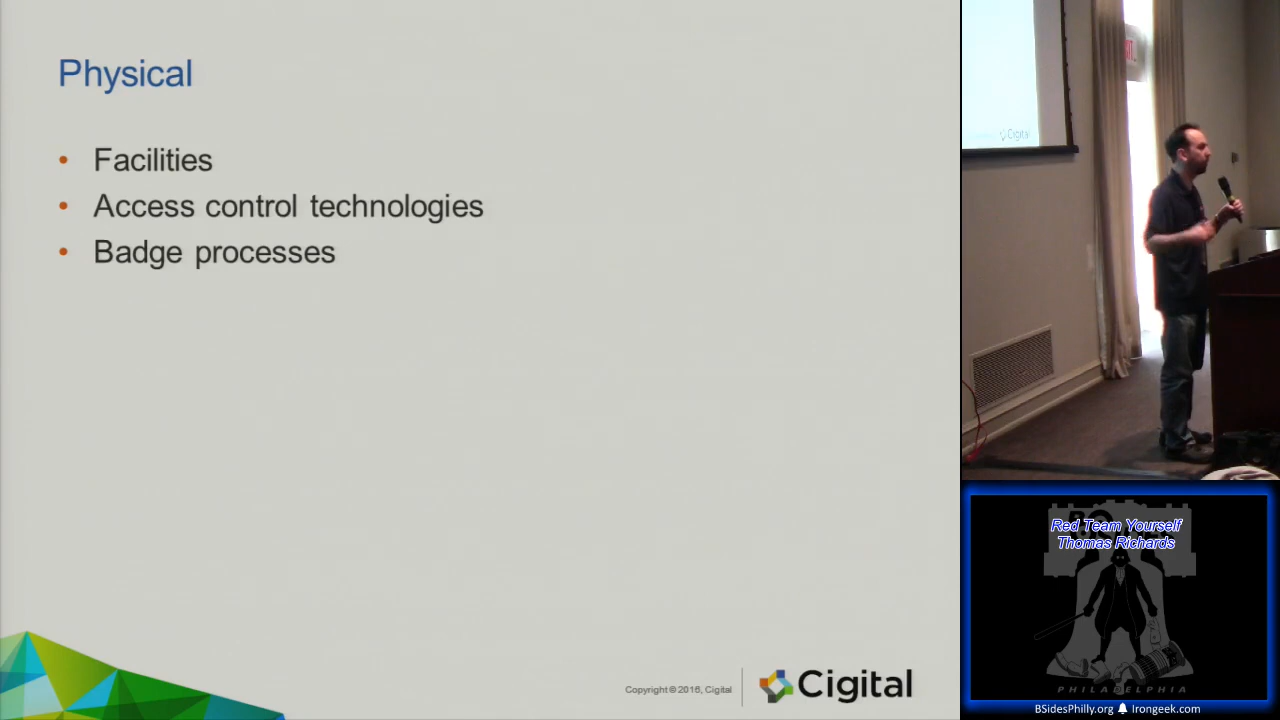 Physical
• Facilities
• Access control technologies
• Badge processes
Copyright © 2016, Cigital
Cigital
Cigital
Red Team Yourself
Thomas Richards
PHILADELPHIA
BSidesPhilly.org Irongeek.com